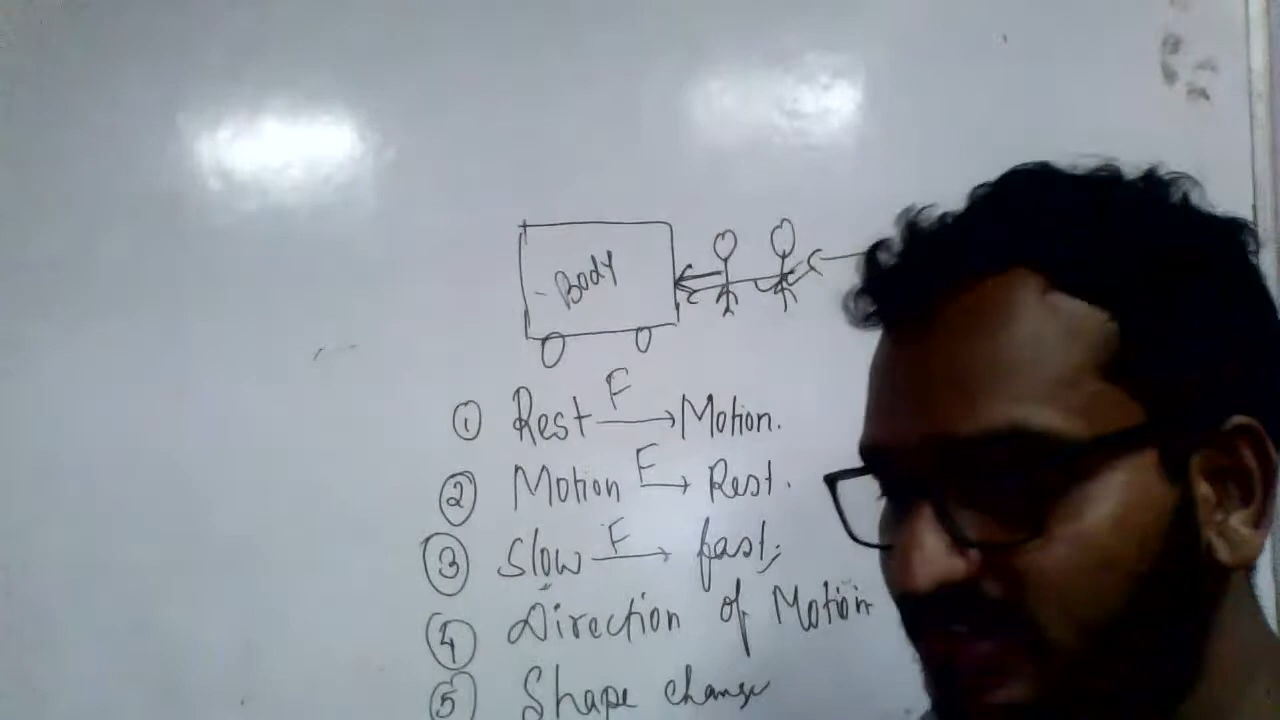 Body
F
① Rest → Motion.
F
② Motion → Rest.
F
③ Slow → fast;
④ Direction of Motion
⑤ Shape change